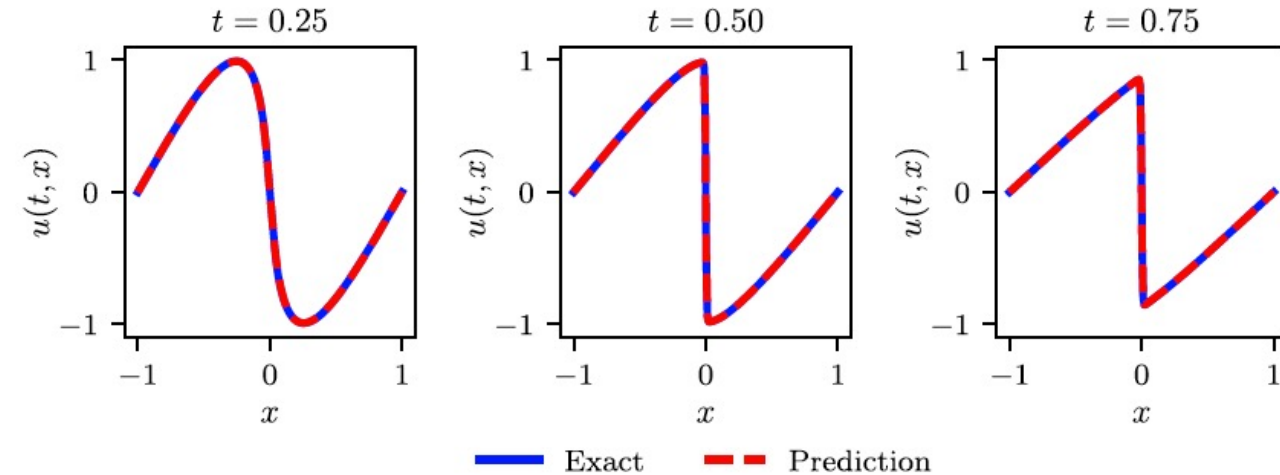 t = 0.25
t = 0.50
t = 0.75
1
0
−1
u(t, x)
−1 0 1
x
1
0
−1
u(t, x)
−1 0 1
x
1
0
−1
u(t, x)
−1 0 1
x
Exact Prediction